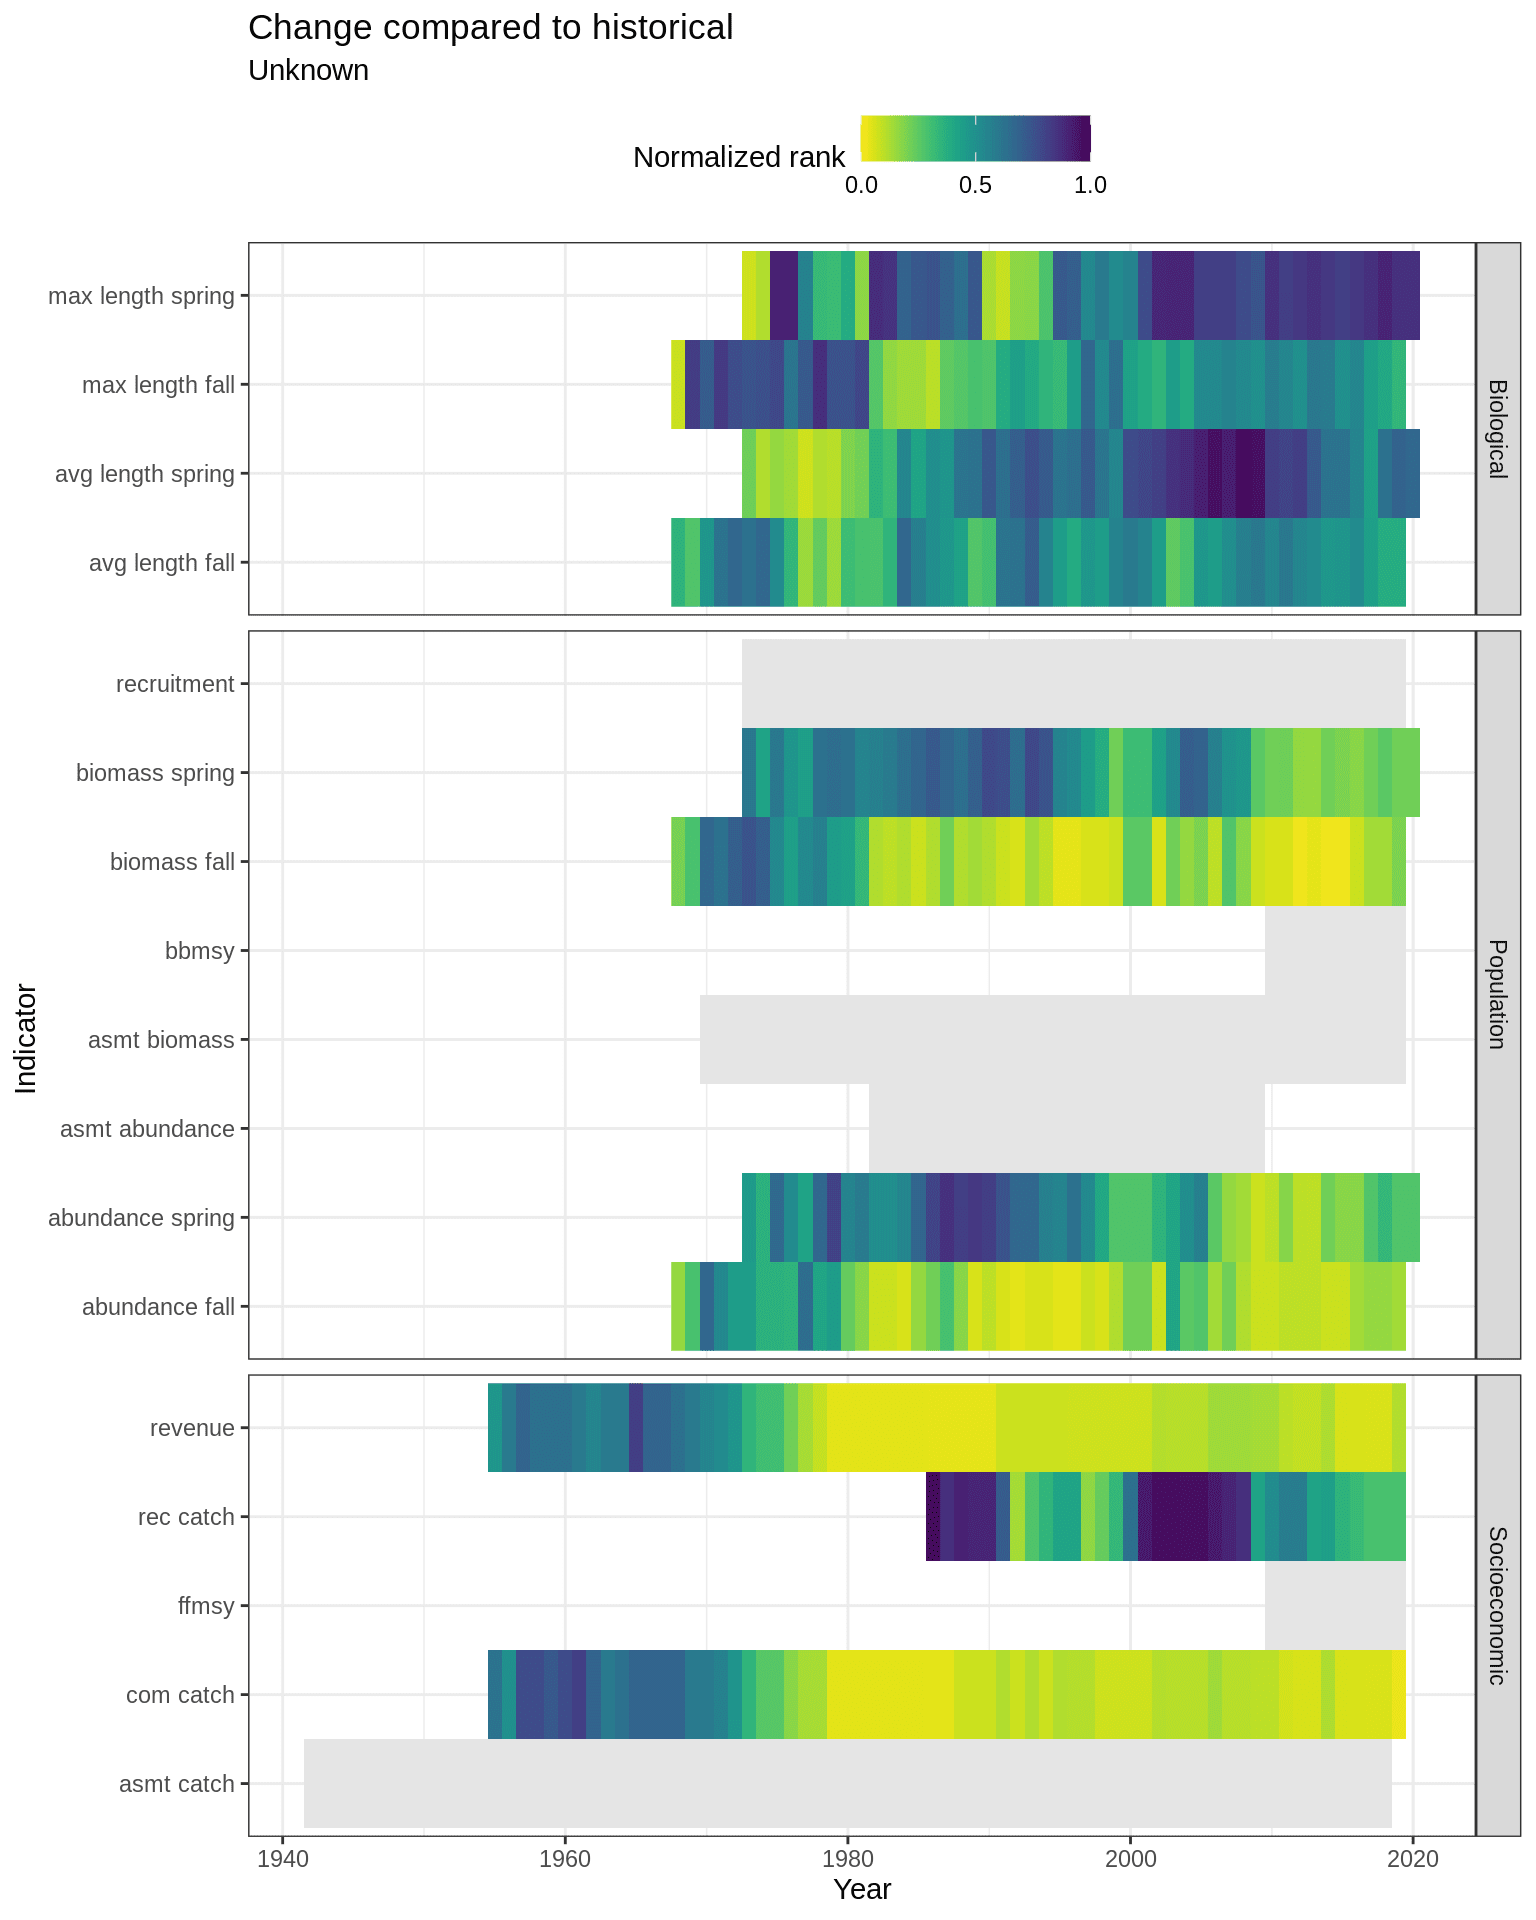 Change compared to historical
Unknown
Normalized rank
0.0 0.5 1.0
max length spring
max length fall
avg length spring
avg length fall
Biological
recruitment
biomass spring
biomass fall
bbmsy
asmt biomass
asmt abundance
abundance spring
abundance fall
Population
revenue
rec catch
ffmsy
com catch
asmt catch
Socioeconomic
Indicator
1940 1960 1980 2000 2020
Year